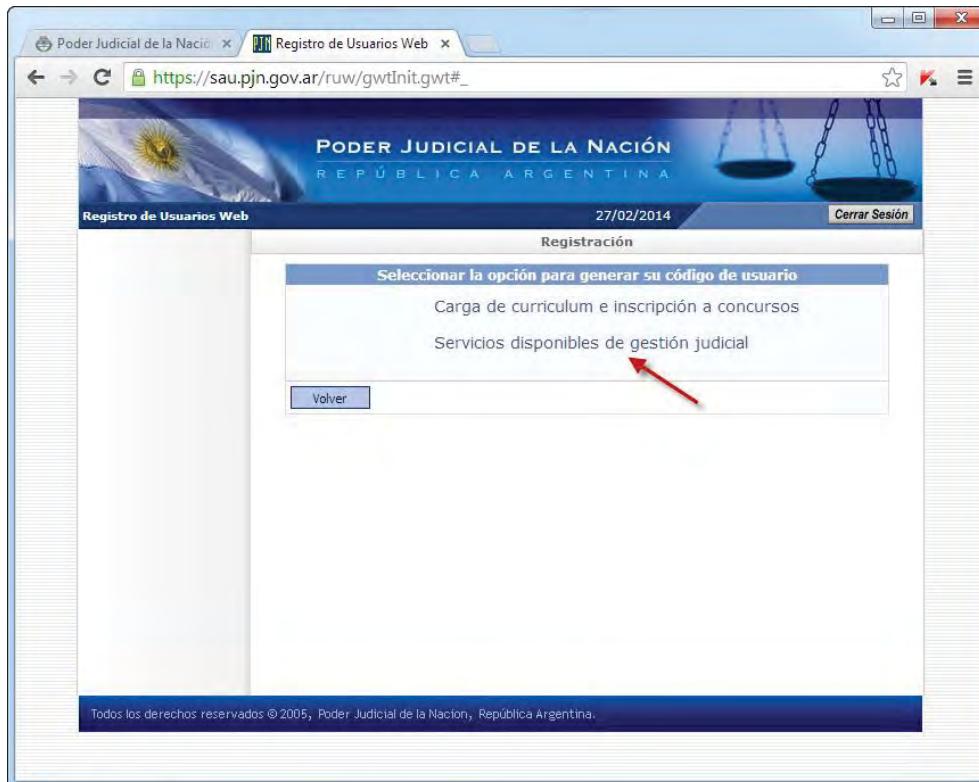 Poder Judicial de la Nació
Registro de Usuarios Web
https://sau.pjn.gov.ar/ruw/gwtInit.gwt#_
PODER JUDICIAL DE LA NACIÓN
REPÚBLICA ARGENTINA
Registro de Usuarios Web 27/02/2014 Cerrar Sesión
Registración
Seleccionar la opción para generar su código de usuario
Carga de curriculum e inscripción a concursos
Servicios disponibles de gestión judicial
Volver
Todos los derechos reservados © 2005, Poder Judicial de la Nacion, República Argentina.